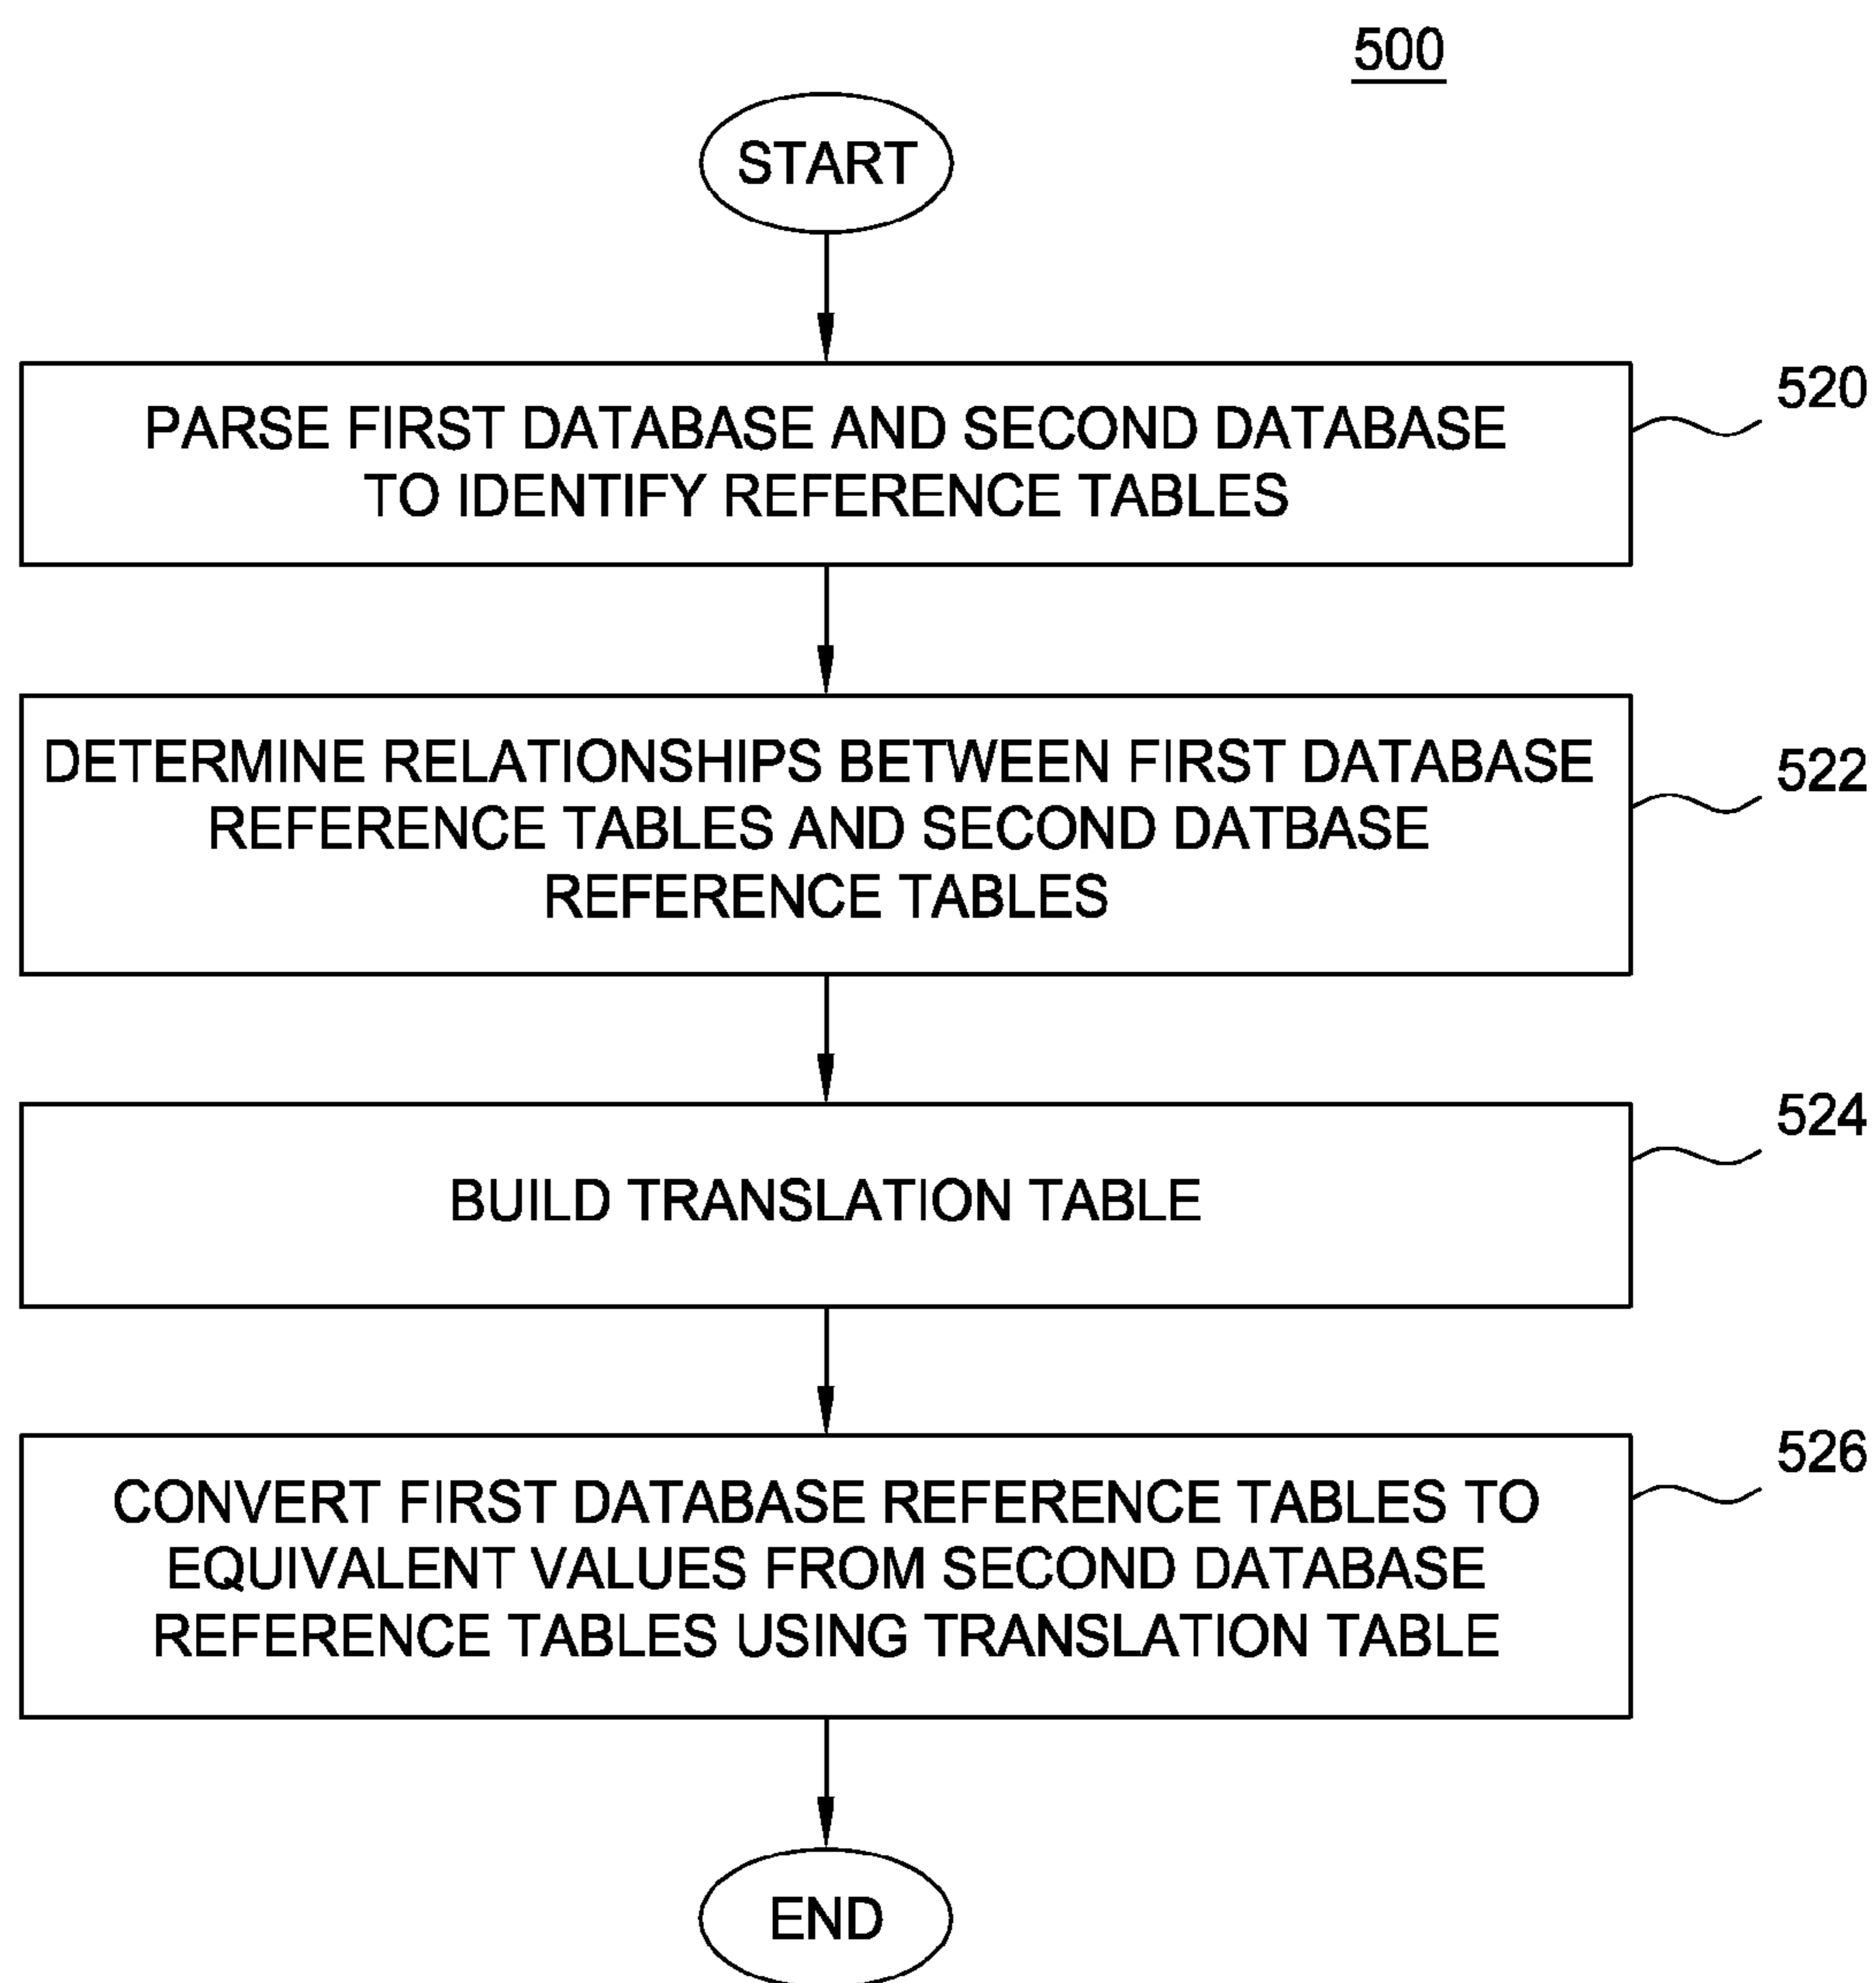 500
START
PARSE FIRST DATABASE AND SECOND DATABASE
TO IDENTIFY REFERENCE TABLES
520
DETERMINE RELATIONSHIPS BETWEEN FIRST DATABASE
REFERENCE TABLES AND SECOND DATBASE
REFERENCE TABLES
522
BUILD TRANSLATION TABLE
524
CONVERT FIRST DATABASE REFERENCE TABLES TO
EQUIVALENT VALUES FROM SECOND DATABASE
REFERENCE TABLES USING TRANSLATION TABLE
526
END